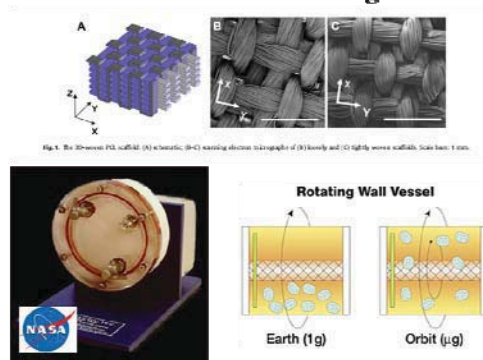 A
B
C
Z
Y
X
X
Y
X
Y
Fig. 1. The 3D-woven PCL scaffold: (A) schematic; (B-C) scanning electron micrographs of (B) loosely and (C) tightly woven scaffolds. Scale bars: 1 mm.
NASA
Rotating Wall Vessel
Earth (1g)
Orbit (µg)